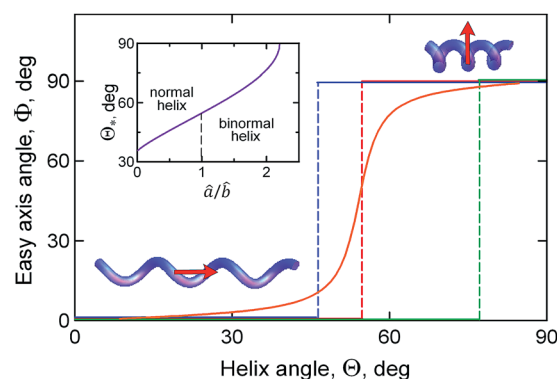 90
60
30
0
Easy axis angle, Φ, deg
0
30
60
90
Helix angle, Θ, deg
90
60
30
Θ*, deg
0
1
2
â/b̂
normal
helix
binormal
helix